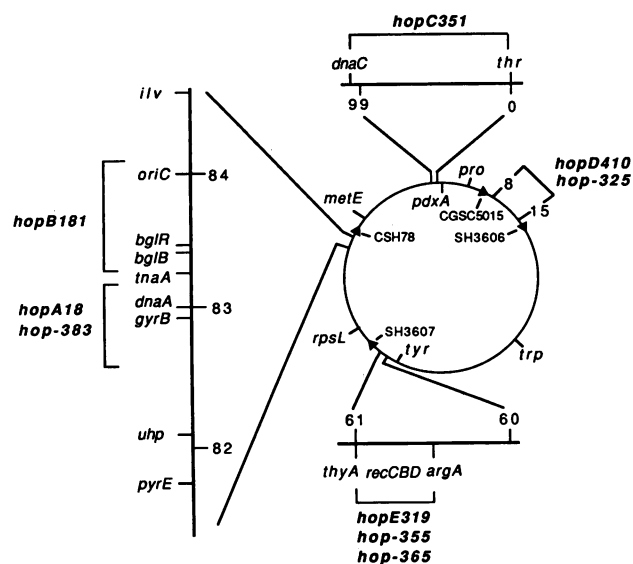 hopC351
dnaC thr
99 0
ilv
oriC 84
hopB181
bglR
bglB
tnaA
hopA18
hop-383
dnaA 83
gyrB
uhp
82
pyrE
metE
pdxA
pro
8
hopD410
hop-325
CGSC5015
15
CSH78
SH3606
rpsL
SH3607
tyr
trp
61 60
thyA recCBD argA
hopE319
hop-355
hop-365